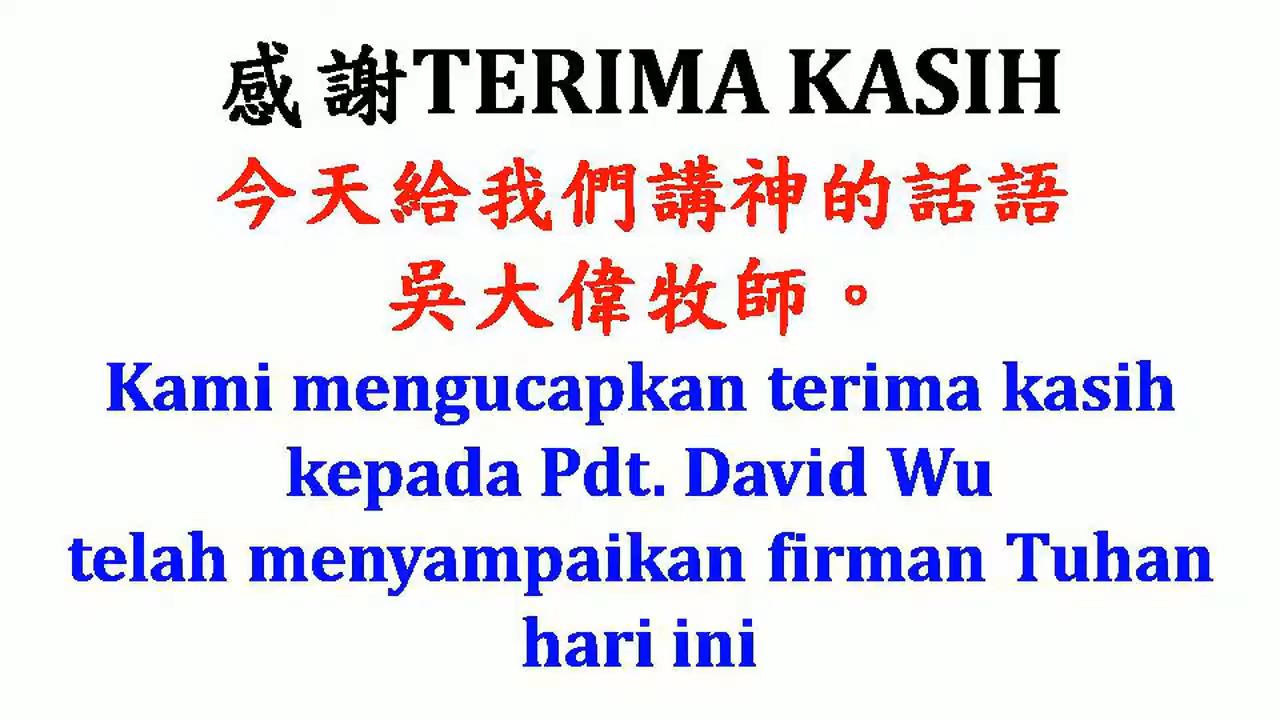 感謝TERIMA KASIH
今天給我們講神的話語
吳大偉牧師。
Kami mengucapkan terima kasih
kepada Pdt. David Wu
telah menyampaikan firman Tuhan
hari ini